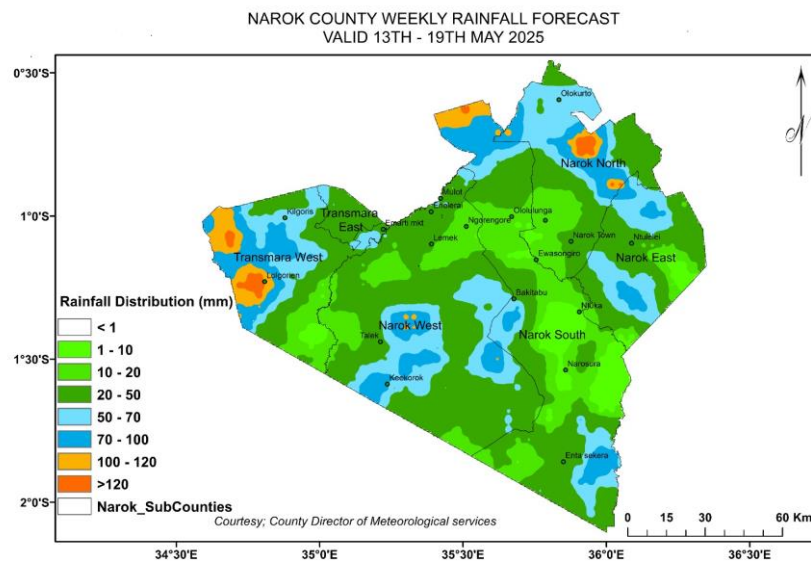 NAROK COUNTY WEEKLY RAINFALL FORECAST
VALID 13TH - 19TH MAY 2025
0°30'S
1°0'S
1°30'S
2°0'S
34°30'E
35°0'E
35°30'E
36°0'E
36°30'E
N
Olokurto
Narok North
Mulot
Kilgoris
Transmara
East
Emarti mkt
Enelera
Ngorengore
Ololulunga
Lemek
Narok Town
Ntulelei
Narok East
Ewasongiro
Transmara West
Lolgorien
Bakitabu
Narok West
Talek
Narok South
Keekorok
Narosura
Enta sekera
Rainfall Distribution (mm)
< 1
1 - 10
10 - 20
20 - 50
50 - 70
70 - 100
100 - 120
>120
Narok_SubCounties
Courtesy; County Director of Meteorological services
0 15 30 60 Km